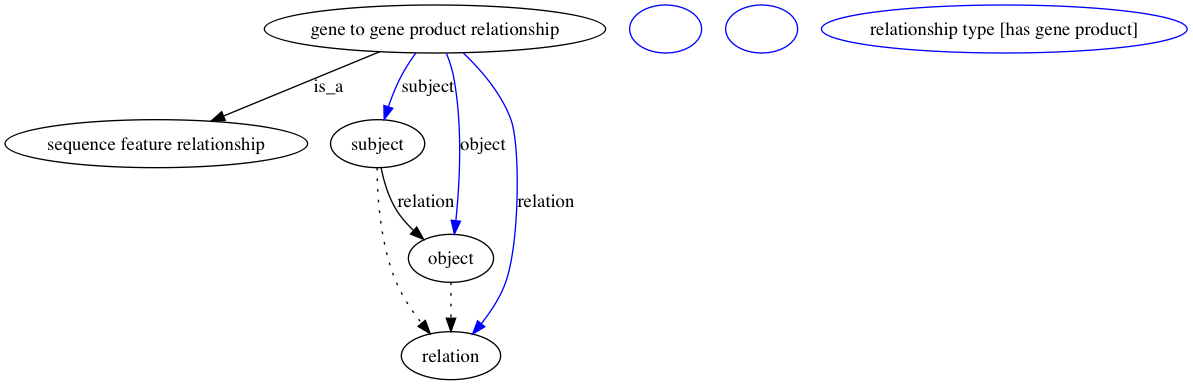 gene to gene product relationship
relationship type [has gene product]
is_a
subject
sequence feature relationship
subject
object
relation
relation
object
relation